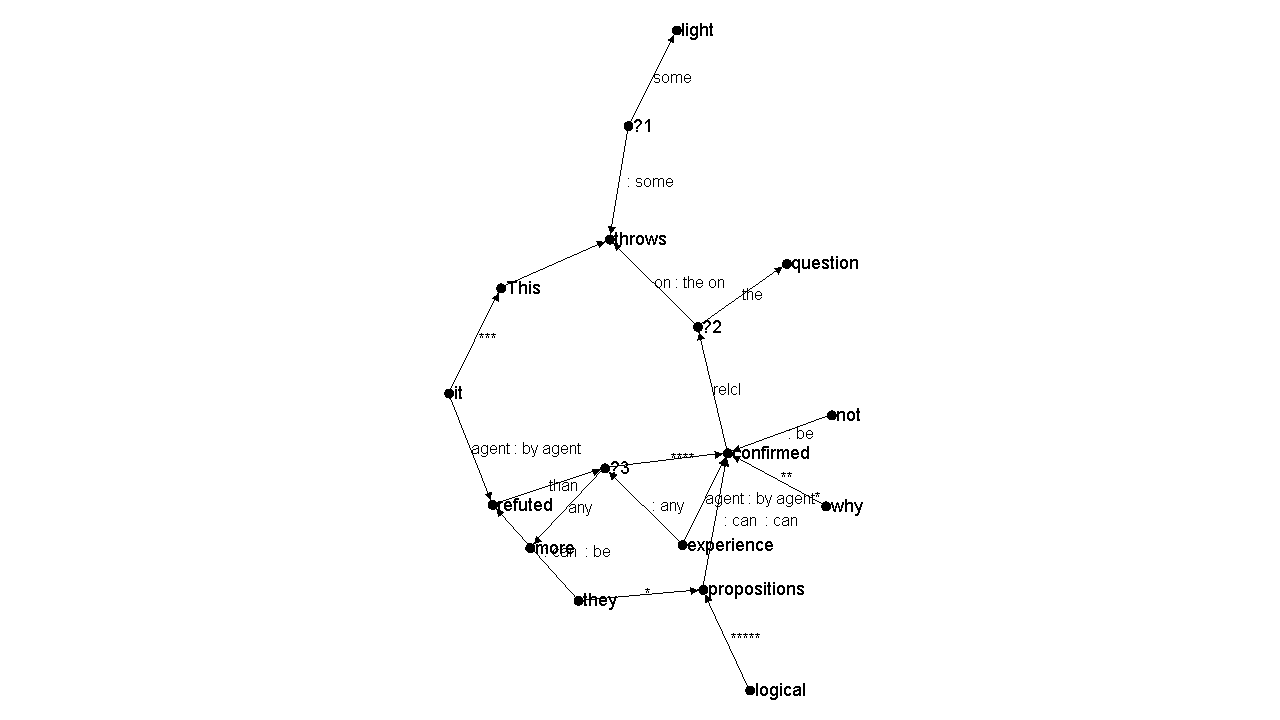 light
some
?1
: some
throws
question
on : the on
This
the
?2
***
relcl
it
not
: be
agent : by agent
confirmed
****
?3
**
than
agent : by agent*
refuted
any
: any
why
: can : can
more
: can : be
experience
propositions
*
they
*****
logical